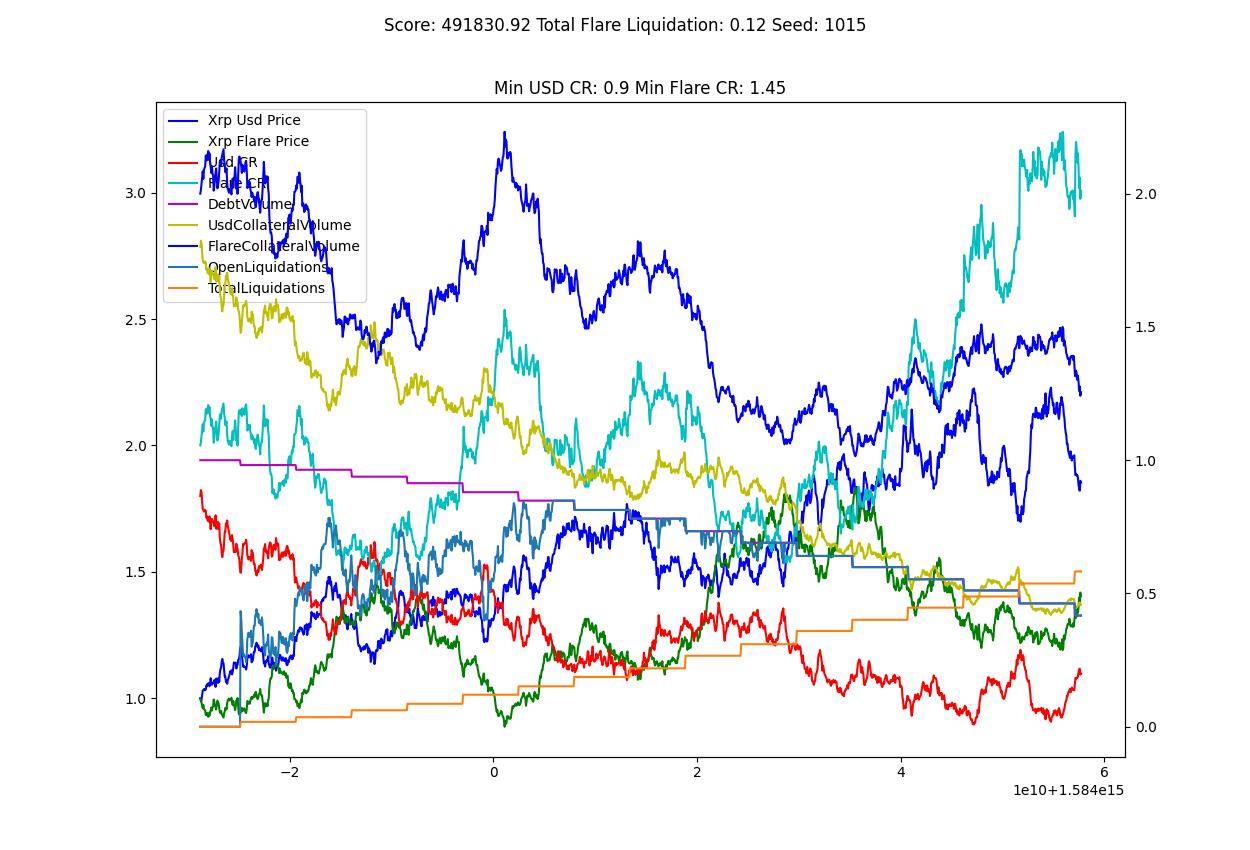 Score: 491830.92 Total Flare Liquidation: 0.12 Seed: 1015
Min USD CR: 0.9 Min Flare CR: 1.45
Xrp Usd Price
Xrp Flare Price
Usd CR
Flare CR
DebtVolume
UsdCollateralVolume
FlareCollateralVolume
OpenLiquidations
TotalLiquidations
3.0
2.5
2.0
1.5
1.0
2.0
1.5
1.0
0.5
0.0
−2
0
2
4
6
1e10+1.584e15